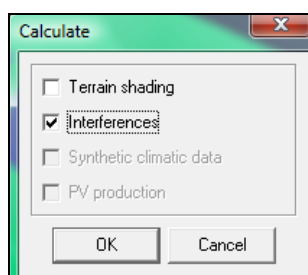 Calculate
Terrain shading
Interferences
Synthetic climatic data
PV production
OK
Cancel